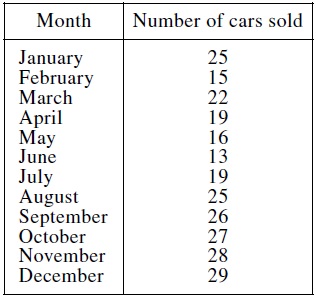 Month Number of cars sold
January 25
February 15
March 22
April 19
May 16
June 13
July 19
August 25
September 26
October 27
November 28
December 29